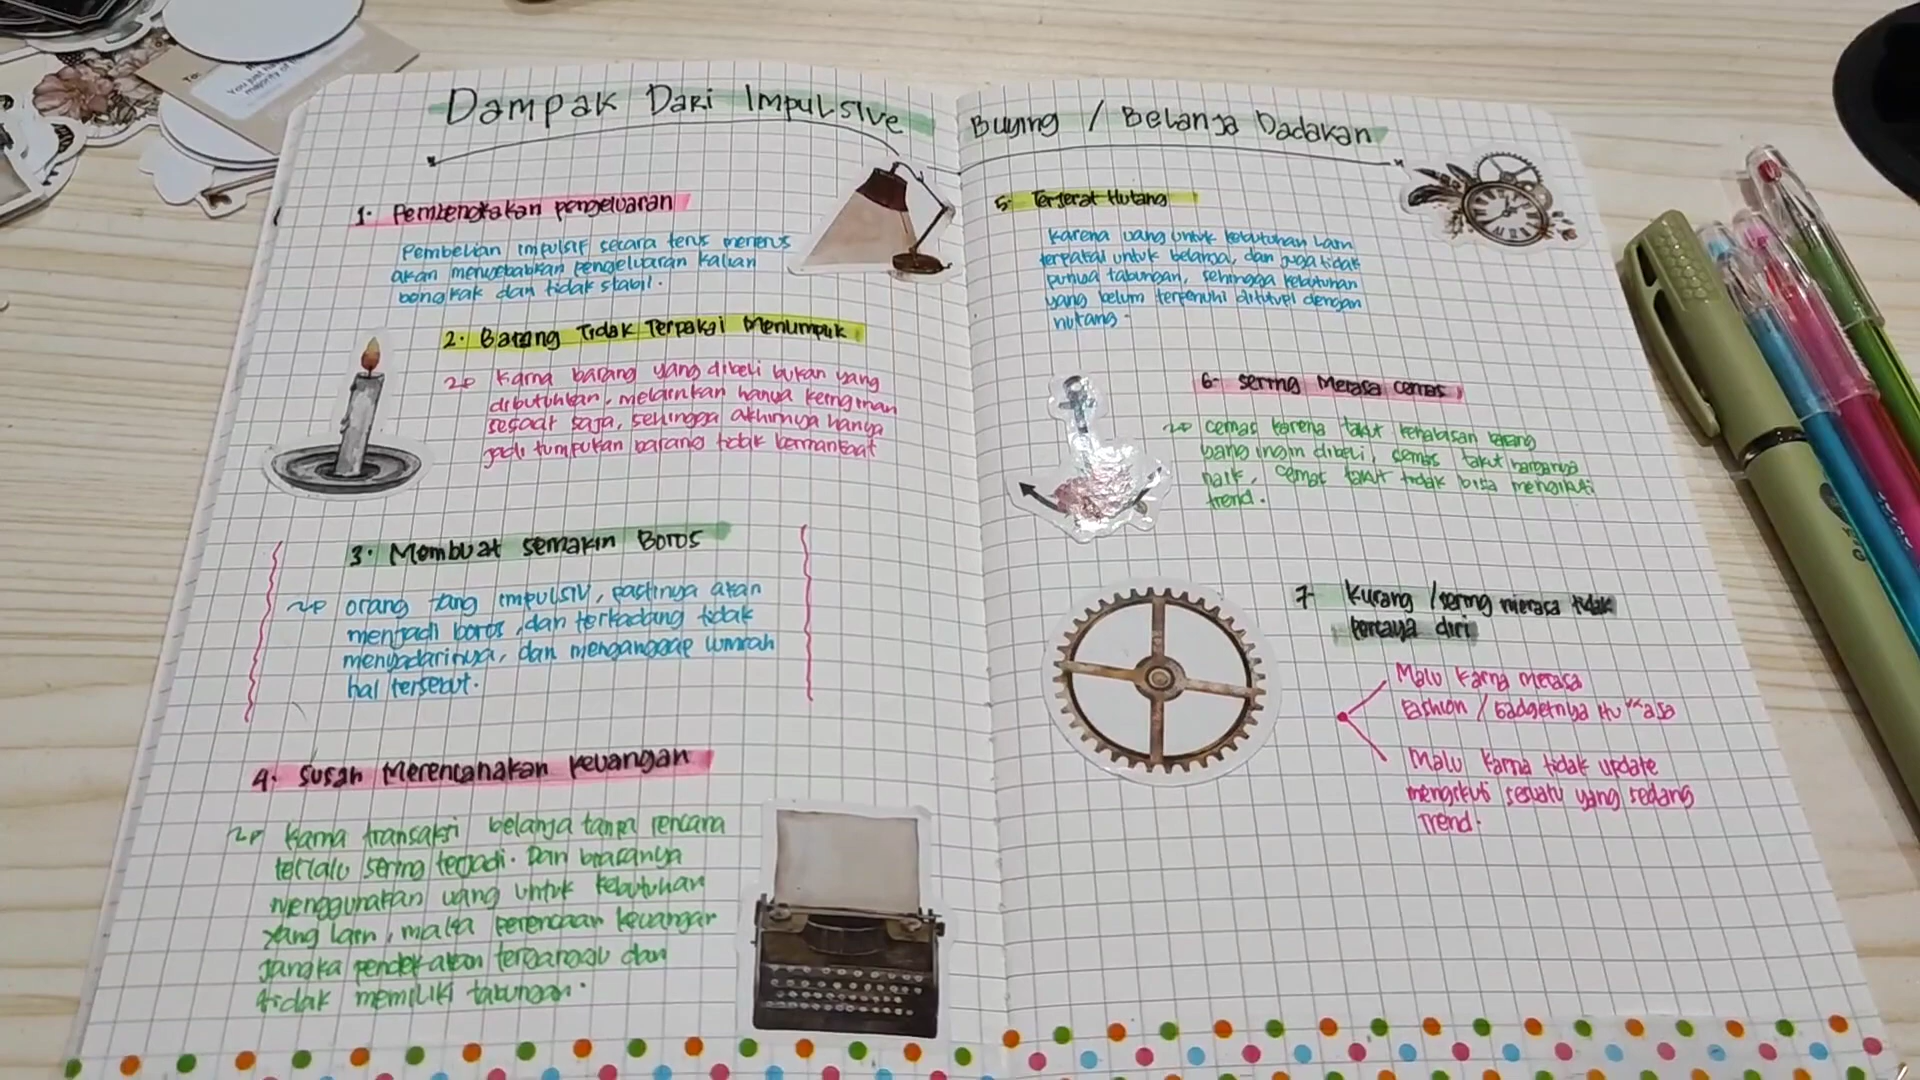 Dampak Dari Impulsive Buying / Belanja Dadakan
1. Pembengkakan pengeluaran
Pembelian impulsif secara terus menerus
akan menyebabkan pengeluaran kalian
bengkak dan tidak stabil.
2. Barang Tidak Terpakai Menumpuk
Karna barang yang dibeli bukan yang
dibutuhkan, melainkan hanya keinginan
sesaat saja, sehingga akhirnya hanya
jadi tumpukan barang tidak bermanfaat
3. Membuat semakin Boros
orang yang impulsiv, pastinya akan
menjadi boros, dan terkadang tidak
menyadarinya, dan menganggap lumrah
hal tersebut.
4. Susah Merencanakan keuangan
Karna transaksi belanja tanpa rencara
terlalu sering terjadi. Dan biasanya
menggunakan uang untuk kebutuhan
yang lain, maka perencaan keuangan
jangka pendek akan terganggu dan
tidak memiliki tabungan.
5. Terjerat Hutang
Karena uang untuk kebutuhan lain
terpakai untuk belanja, dan juga tidak
punya tabungan, sehingga kebutuhan
yang belum terpenuhi ditutupi dengan
hutang.
6. sering Merasa cemas
cemas karena takut kehabisan barang
yang ingin dibeli, cemas takut harganya
naik, cemas takut tidak bisa mengikuti
trend.
7. Kurang / sering merasa tidak
percaya diri
Malu karna merasa
Fashion / Gadgetnya itu" aja
Malu karna tidak update
mengikuti sesuatu yang sedang
Trend.
To:
majority of